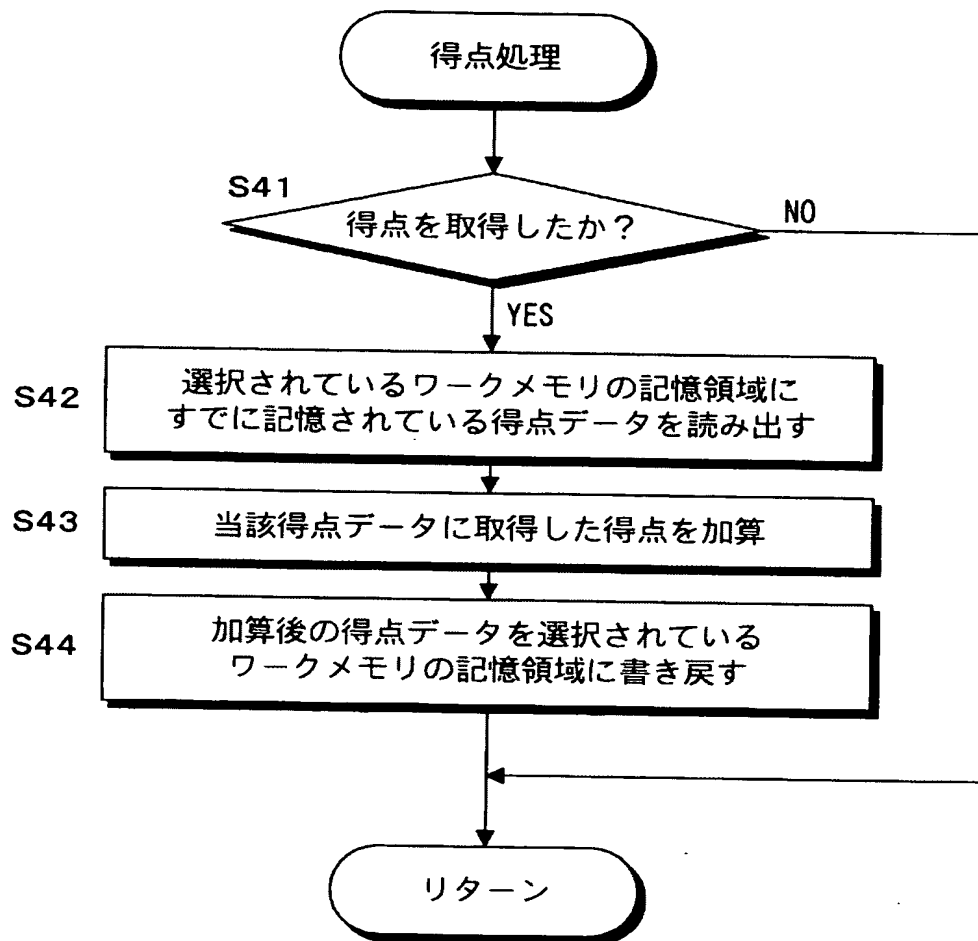 得点処理
S41
得点を取得したか?
NO
YES
S42
選択されているワークメモリの記憶領域に
すでに記憶されている得点データを読み出す
S43
当該得点データに取得した得点を加算
S44
加算後の得点データを選択されている
ワークメモリの記憶領域に書き戻す
リターン